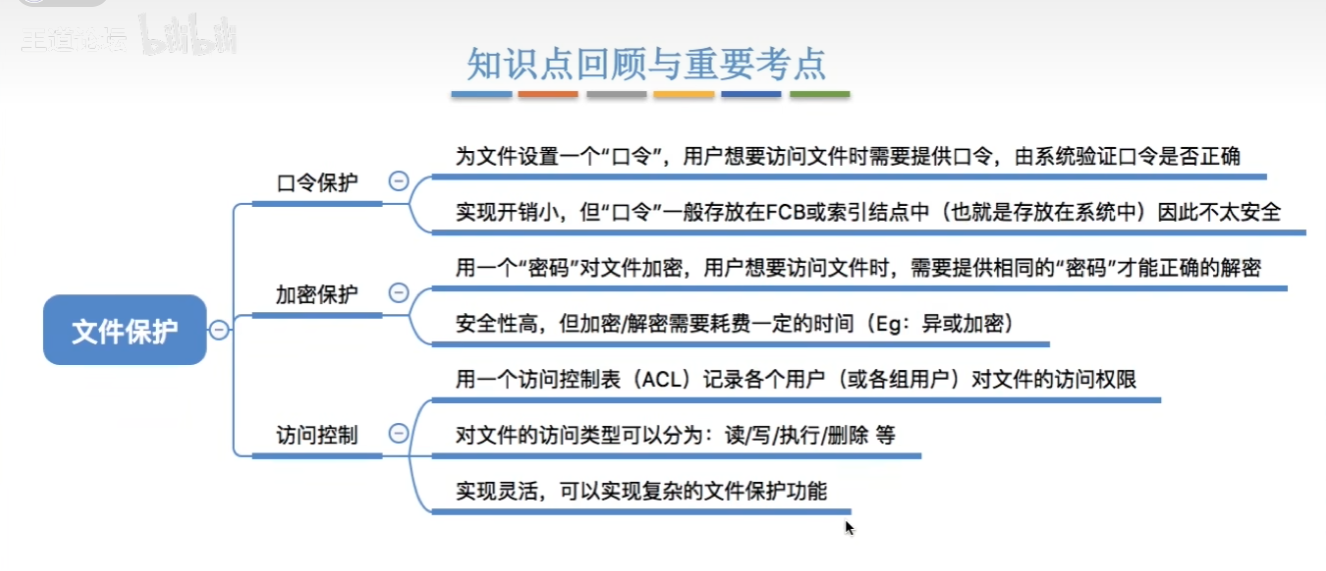 王道论坛 bilibili
知识点回顾与重要考点
为文件设置一个“口令”，用户想要访问文件时需要提供口令，由系统验证口令是否正确
口令保护
实现开销小，但“口令”一般存放在FCB或索引结点中（也就是存放在系统中）因此不太安全
用一个“密码”对文件加密，用户想要访问文件时，需要提供相同的“密码”才能正确的解密
加密保护
安全性高，但加密/解密需要耗费一定的时间（Eg：异或加密）
文件保护
用一个访问控制表（ACL）记录各个用户（或各组用户）对文件的访问权限
访问控制
对文件的访问类型可以分为：读/写/执行/删除 等
实现灵活，可以实现复杂的文件保护功能